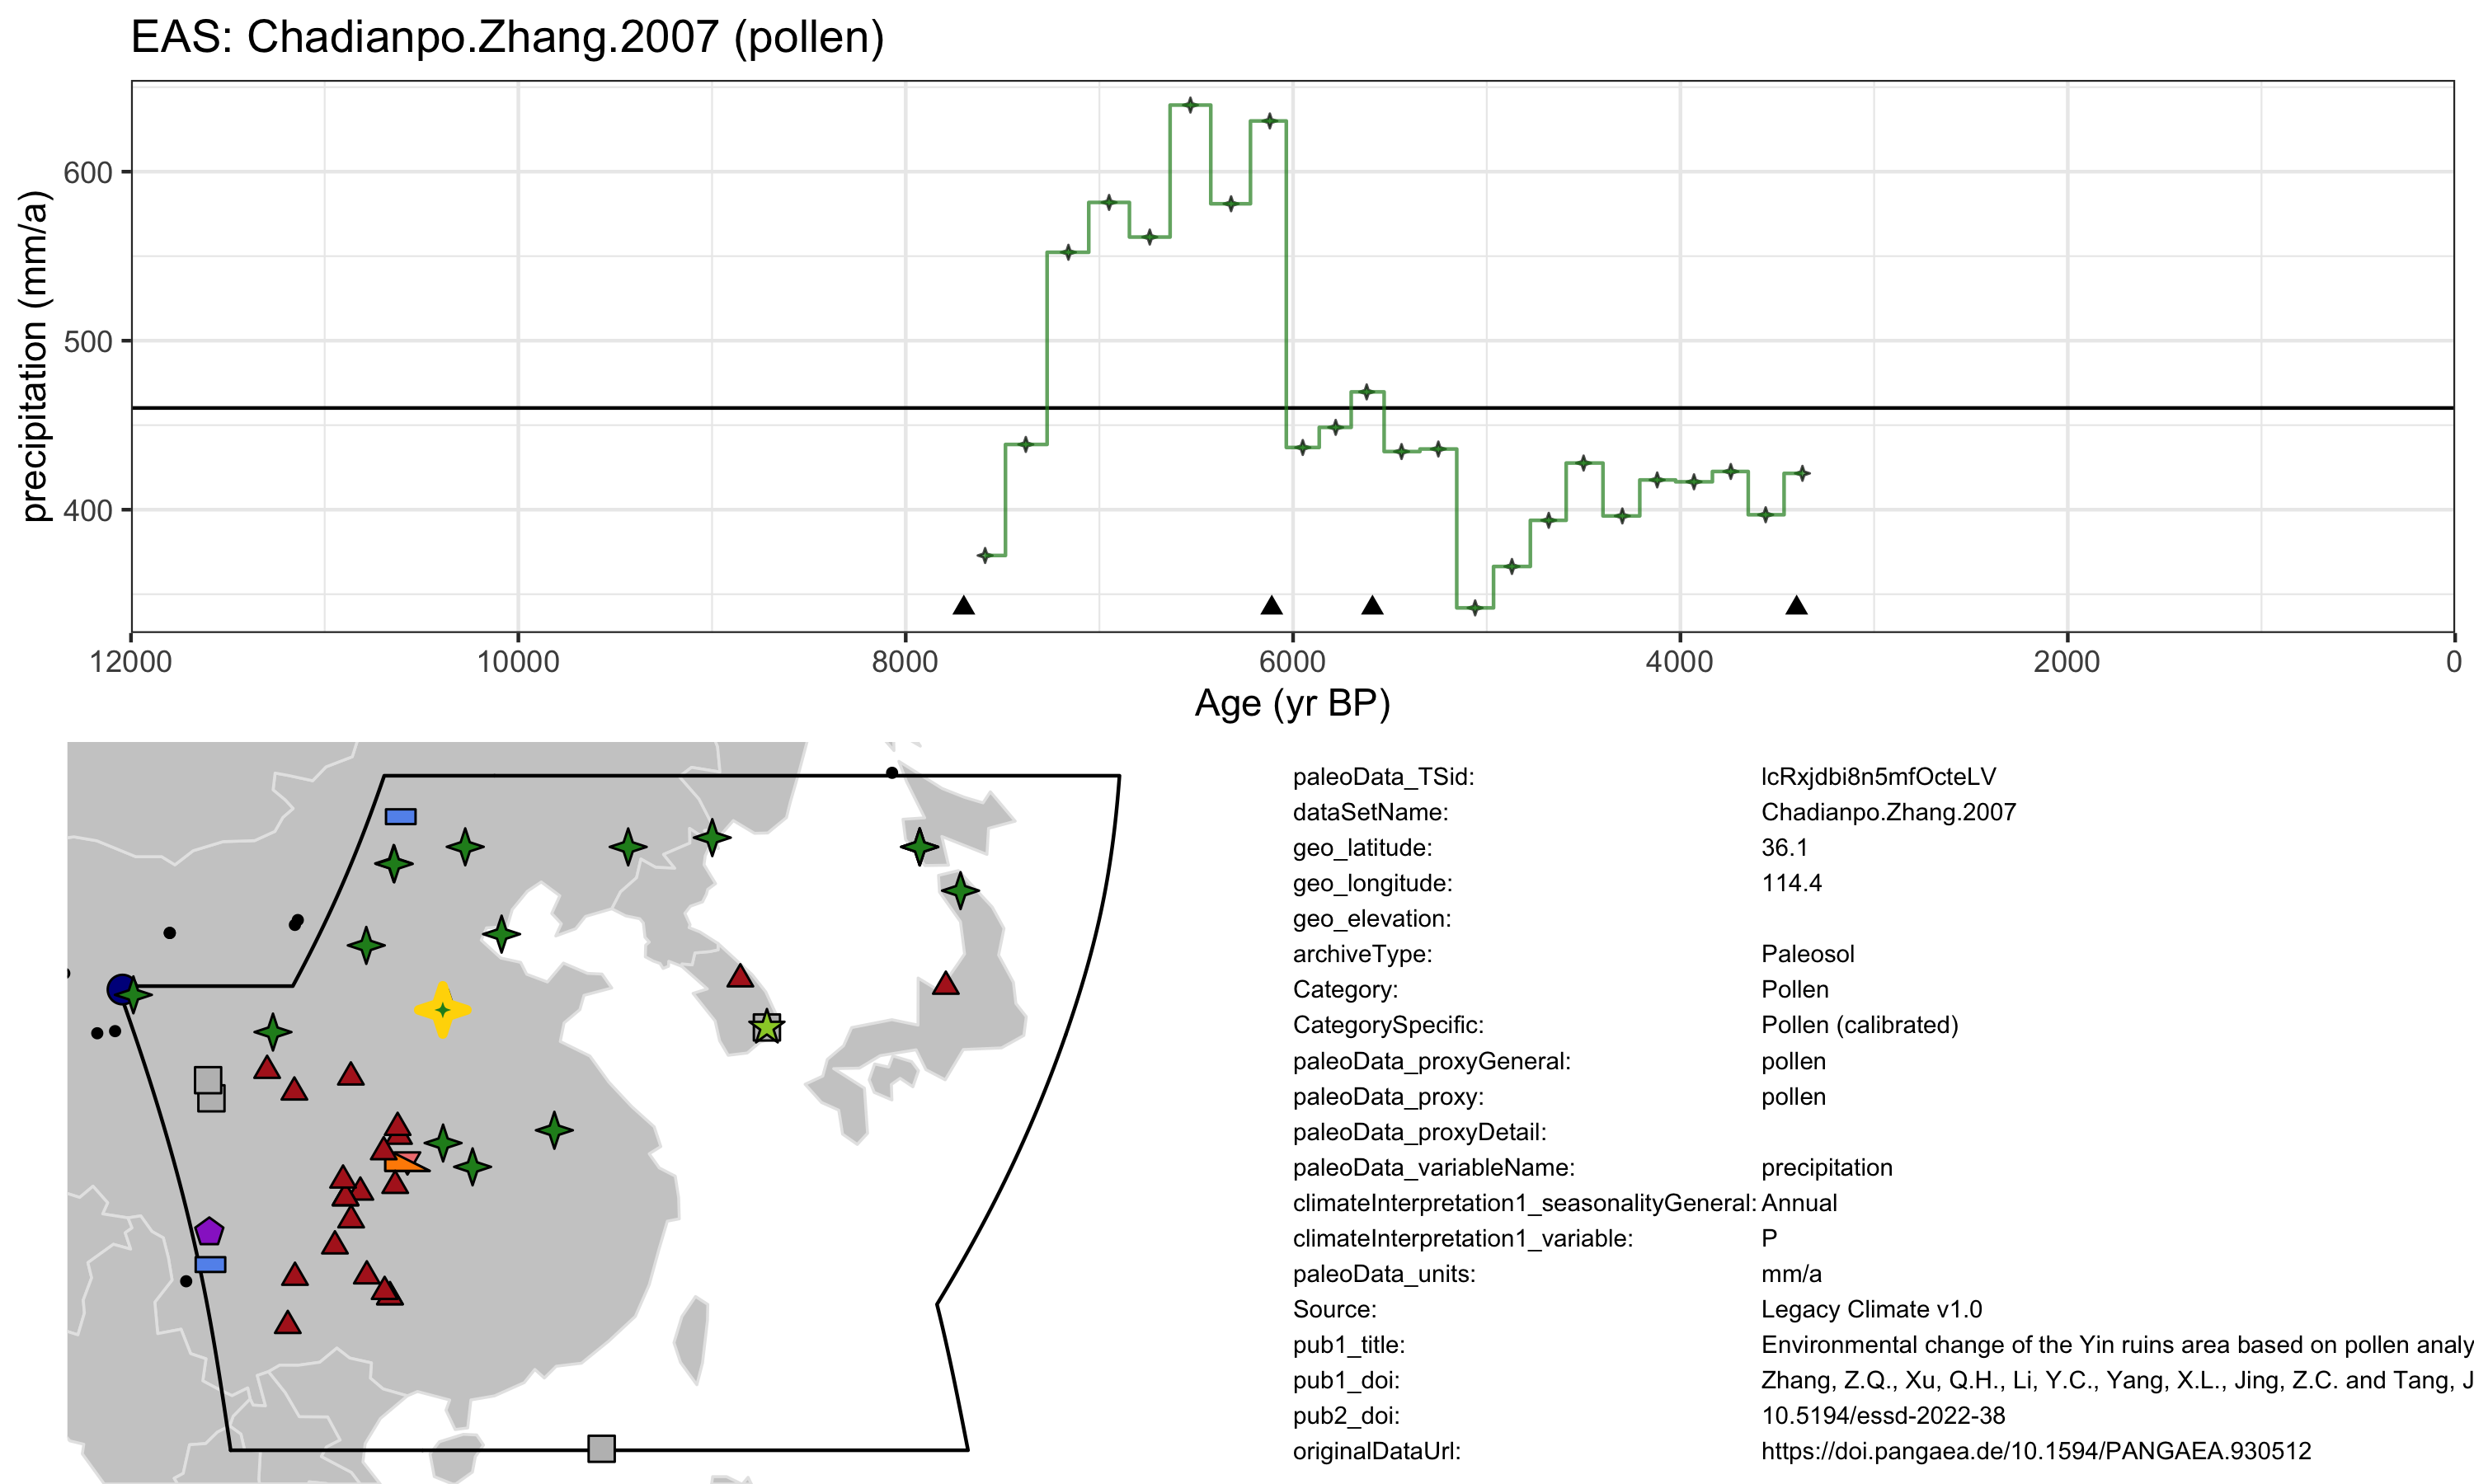 EAS: Chadianpo.Zhang.2007 (pollen)
precipitation (mm/a)
600
500
400
12000 10000 8000 6000 4000 2000 0
Age (yr BP)
paleoData_TSid: lcRxjdbi8n5mfOcteLV
dataSetName: Chadianpo.Zhang.2007
geo_latitude: 36.1
geo_longitude: 114.4
geo_elevation:
archiveType: Paleosol
Category: Pollen
CategorySpecific: Pollen (calibrated)
paleoData_proxyGeneral: pollen
paleoData_proxy: pollen
paleoData_proxyDetail:
paleoData_variableName: precipitation
climateInterpretation1_seasonalityGeneral: Annual
climateInterpretation1_variable: P
paleoData_units: mm/a
Source: Legacy Climate v1.0
pub1_title: Environmental change of the Yin ruins area based on pollen analy
pub1_doi: Zhang, Z.Q., Xu, Q.H., Li, Y.C., Yang, X.L., Jing, Z.C. and Tang, J
pub2_doi: 10.5194/essd-2022-38
originalDataUrl: https://doi.pangaea.de/10.1594/PANGAEA.930512